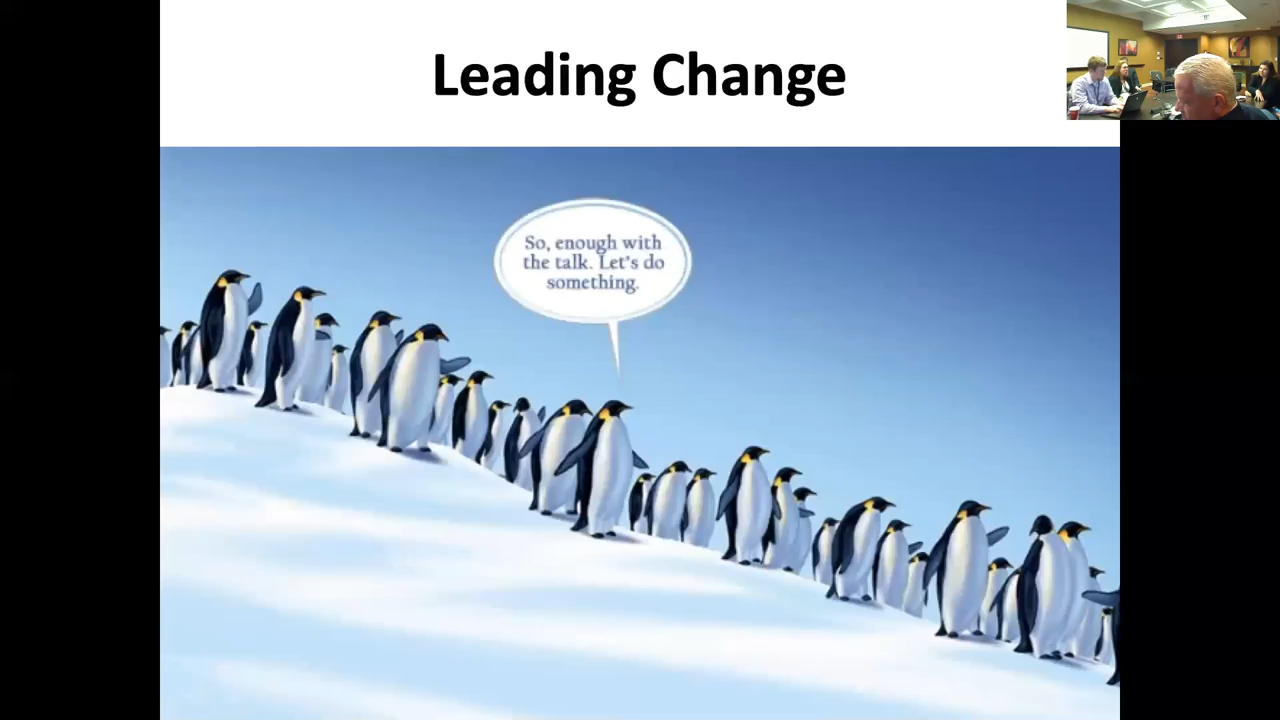 Leading Change
So, enough with
the talk. Let's do
something.